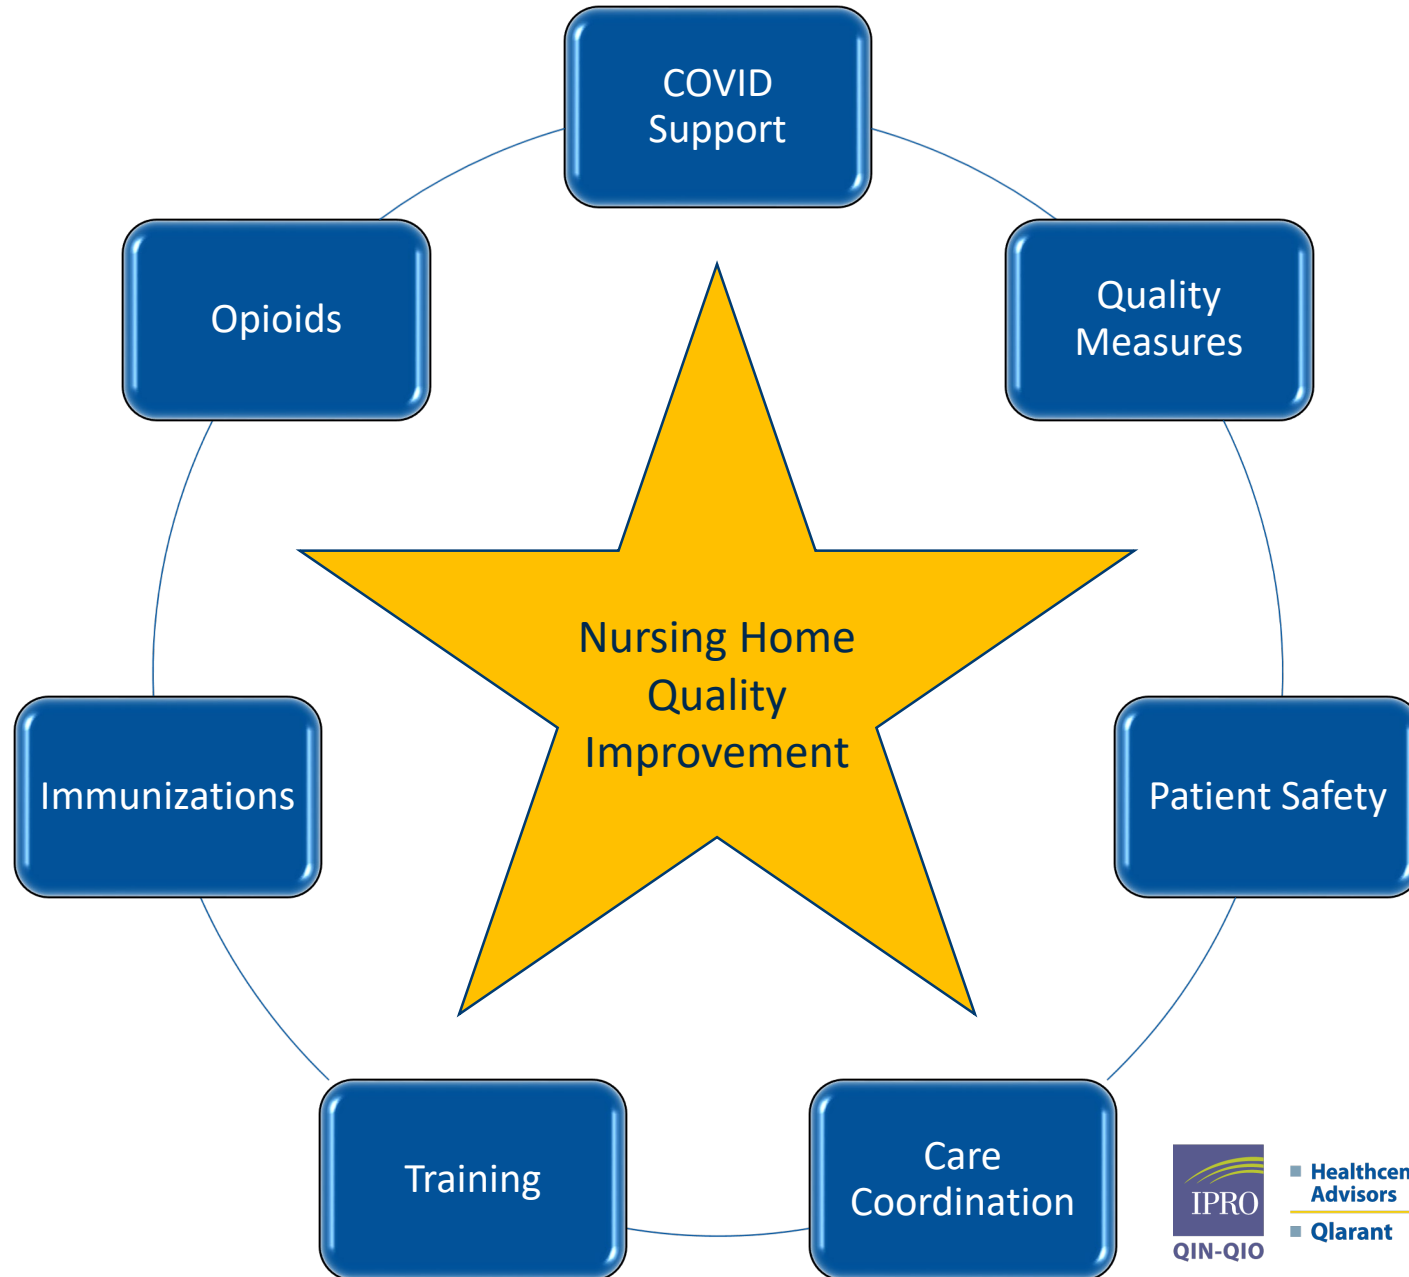 COVID
Support
Quality
Measures
Opioids
Nursing Home
Quality
Improvement
Patient Safety
Immunizations
Care
Coordination
Training
IPRO
QIN-QIO
Advisors
Qlarant